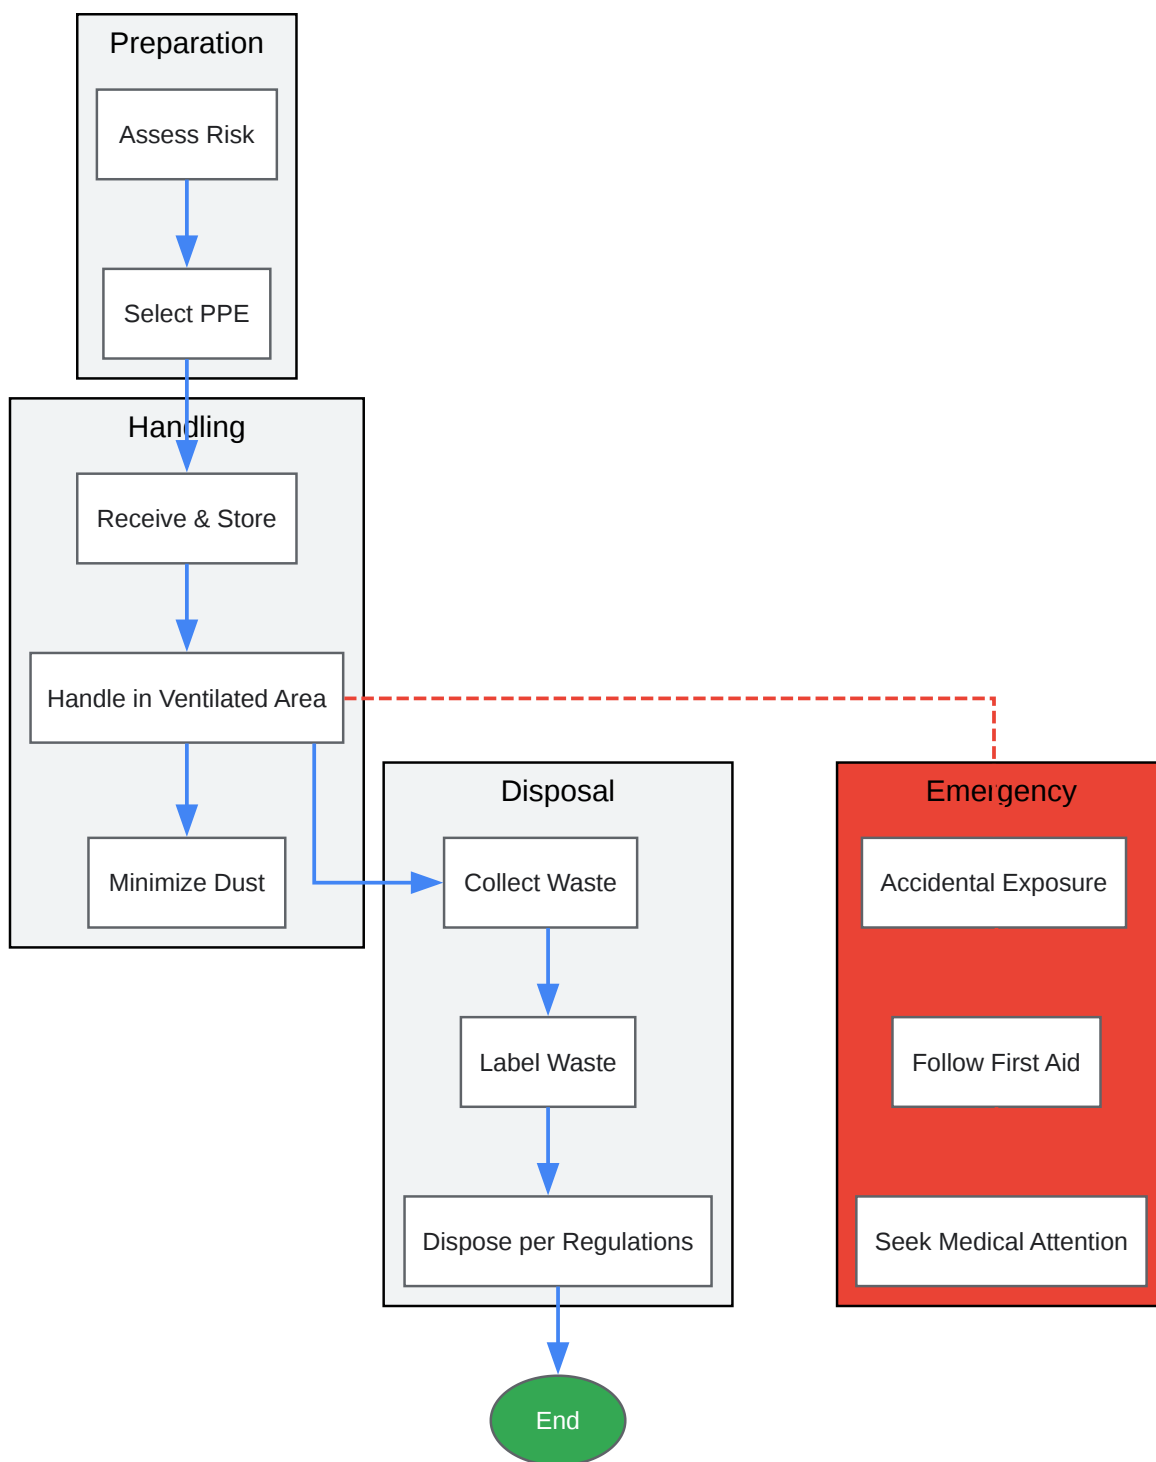 Preparation
Assess Risk
Select PPE
Handling
Receive & Store
Handle in Ventilated Area
Minimize Dust
Disposal
Collect Waste
Label Waste
Dispose per Regulations
Emergency
Accidental Exposure
Follow First Aid
Seek Medical Attention
End